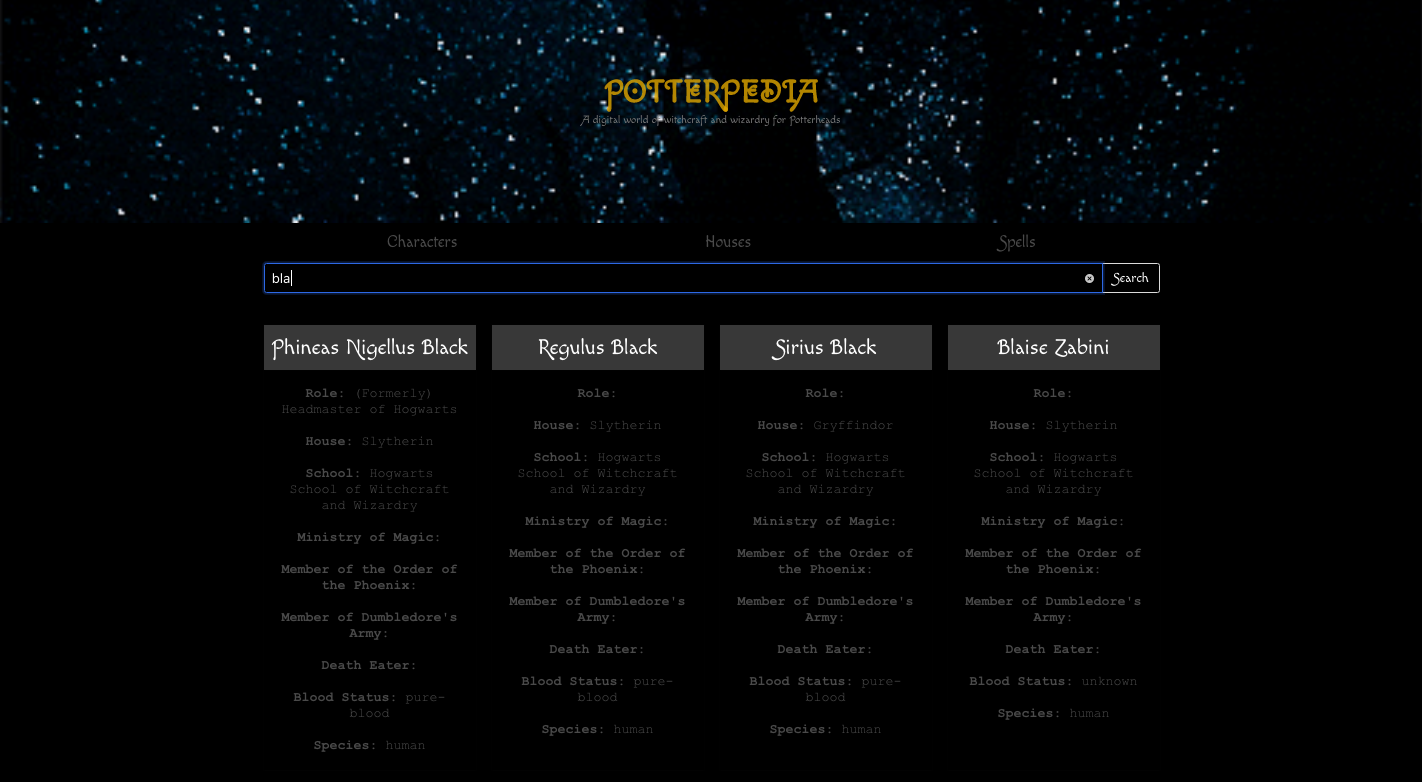 POTTERPEDIA
A digital world of witchcraft and wizardry for Potterheads
Characters
Houses
Spells
bla
Search
Phineas Nigellus Black
Role: (Formerly)
Headmaster of Hogwarts
House: Slytherin
School: Hogwarts
School of Witchcraft
and Wizardry
Ministry of Magic:
Member of the Order of
the Phoenix:
Member of Dumbledore's
Army:
Death Eater:
Blood Status: pure-
blood
Species: human
Regulus Black
Role:
House: Slytherin
School: Hogwarts
School of Witchcraft
and Wizardry
Ministry of Magic:
Member of the Order of
the Phoenix:
Member of Dumbledore's
Army:
Death Eater:
Blood Status: pure-
blood
Species: human
Sirius Black
Role:
House: Gryffindor
School: Hogwarts
School of Witchcraft
and Wizardry
Ministry of Magic:
Member of the Order of
the Phoenix:
Member of Dumbledore's
Army:
Death Eater:
Blood Status: pure-
blood
Species: human
Blaise Zabini
Role:
House: Slytherin
School: Hogwarts
School of Witchcraft
and Wizardry
Ministry of Magic:
Member of the Order of
the Phoenix:
Member of Dumbledore's
Army:
Death Eater:
Blood Status: unknown
Species: human